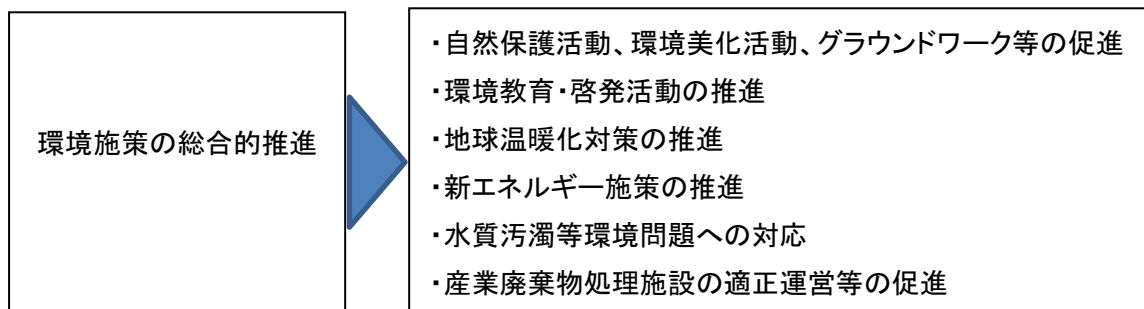 環境施策の総合的推進
・自然保護活動、環境美化活動、グラウンドワーク等の促進
・環境教育・啓発活動の推進
・地球温暖化対策の推進
・新エネルギー施策の推進
・水質汚濁等環境問題への対応
・産業廃棄物処理施設の適正運営等の促進